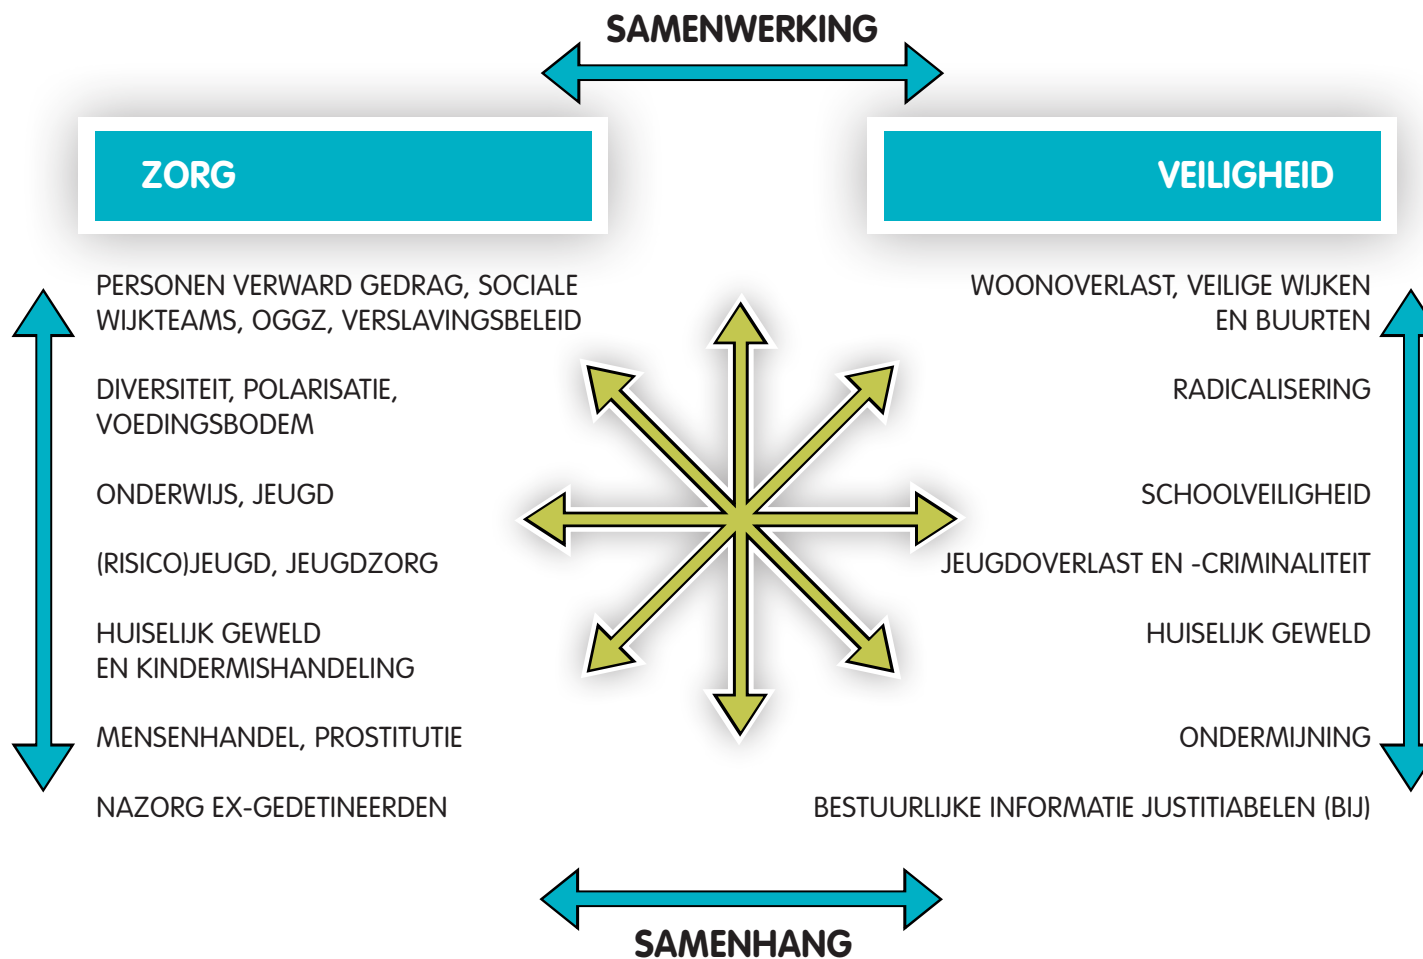 SAMENWERKING
ZORG
VEILIGHEID
PERSONEN VERWARD GEDRAG, SOCIALE
WIJKTEAMS, OGGZ, VERSLAVINGSBELEID
DIVERSITEIT, POLARISATIE,
VOEDINGSBODEM
ONDERWIJS, JEUGD
(RISICO)JEUGD, JEUGDZORG
HUISELIJK GEWELD
EN KINDERMISHANDELING
MENSENHANDEL, PROSTITUTIE
NAZORG EX-GEDETINEERDEN
WOONOVERLAST, VEILIGE WIJKEN
EN BUURTEN
RADICALISERING
SCHOOLVEILIGHEID
JEUGDOVERLAST EN -CRIMINALITEIT
HUISELIJK GEWELD
ONDERMIJNING
BESTUURLIJKE INFORMATIE JUSTITIABELEN (BIJ)
SAMENHANG